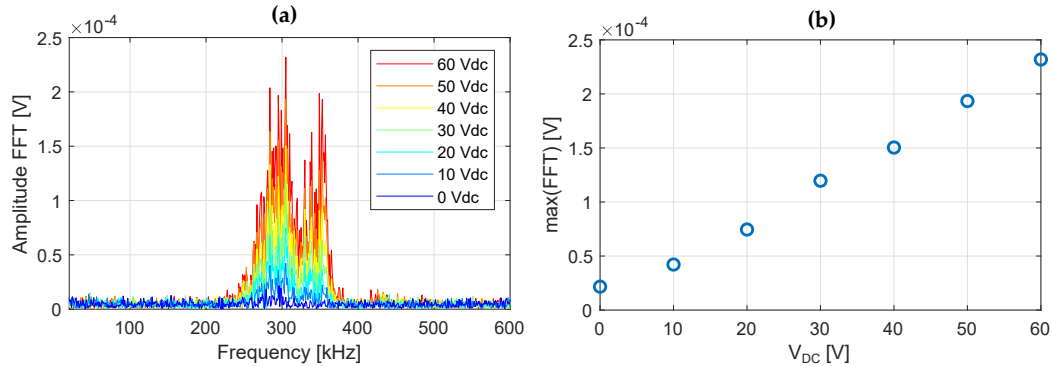 (a)
×10⁻⁴
2.5
2
1.5
1
0.5
0
Amplitude FFT [V]
100 200 300 400 500 600
Frequency [kHz]
60 Vdc
50 Vdc
40 Vdc
30 Vdc
20 Vdc
10 Vdc
0 Vdc
(b)
×10⁻⁴
2.5
2
1.5
1
0.5
0
max(FFT) [V]
0 10 20 30 40 50 60
V_DC [V]